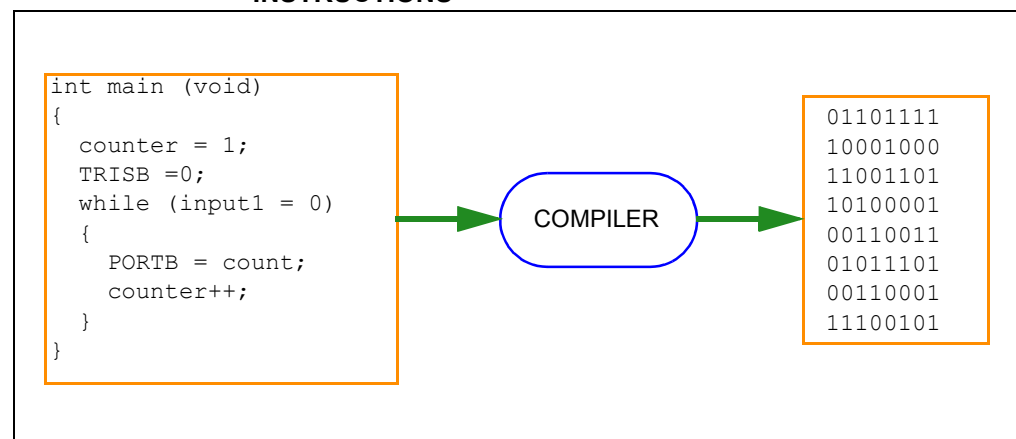 INSTRUCTIONS
int main (void)
{
counter = 1;
TRISB =0;
while (input1 = 0)
{
PORTB = count;
counter++;
}
}
COMPILER
01101111
10001000
11001101
10100001
00110011
01011101
00110001
11100101